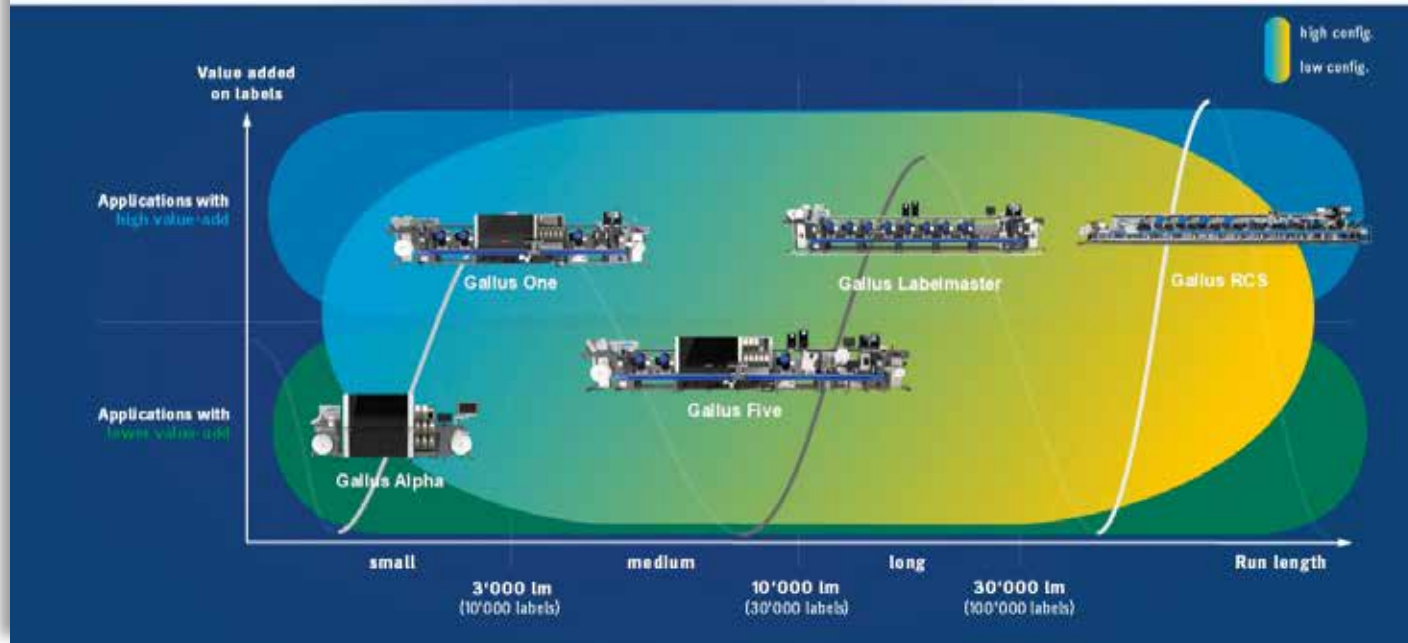 high config.
low config.
Value added
on labels
Applications with
high value-add
Gallus One
Gallus Labelmaster
Gallus RCS
Gallus Five
Applications with
lower value-add
Gallus Alpha
small
medium
long
Run length
3'000 lm
(10'000 labels)
10'000 lm
(30'000 labels)
30'000 lm
(100'000 labels)